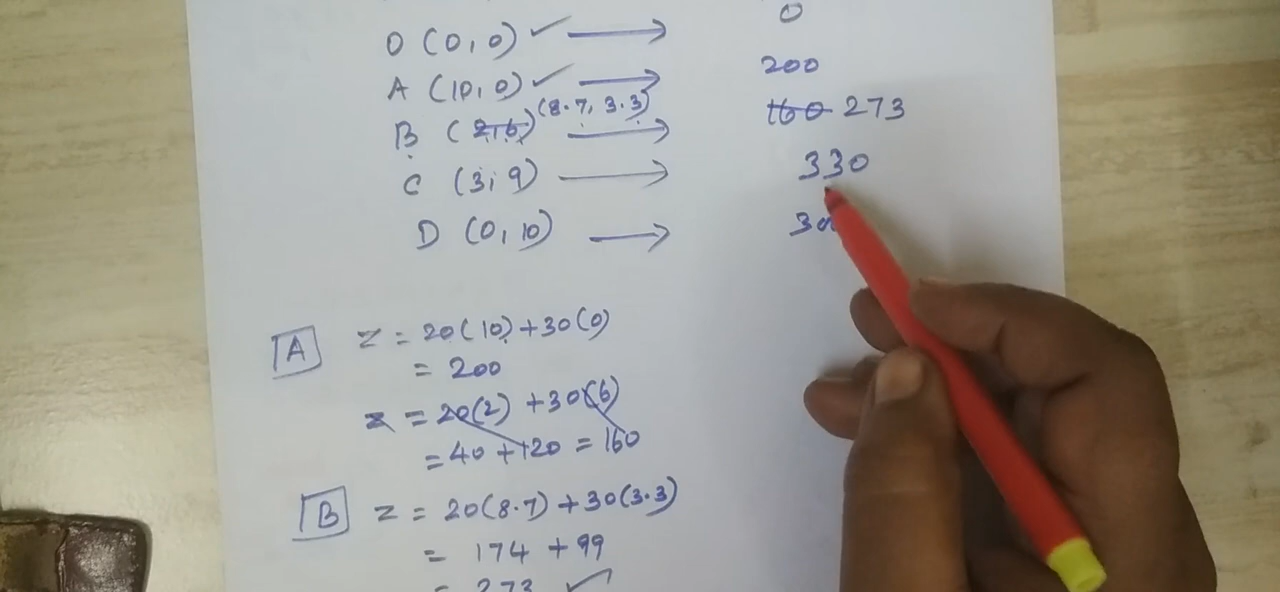 O (0,0) ✓ → 0
A (10,0) ✓ → 200
B (2,6) (8.7, 3.3) → 160 273
C (3,9) → 330
D (0,10) → 30
A z = 20(10) + 30(0)
= 200
z = 20(2) + 30(6)
= 40 + 120 = 160
B z = 20(8.7) + 30(3.3)
= 174 + 99
= 273 ✓